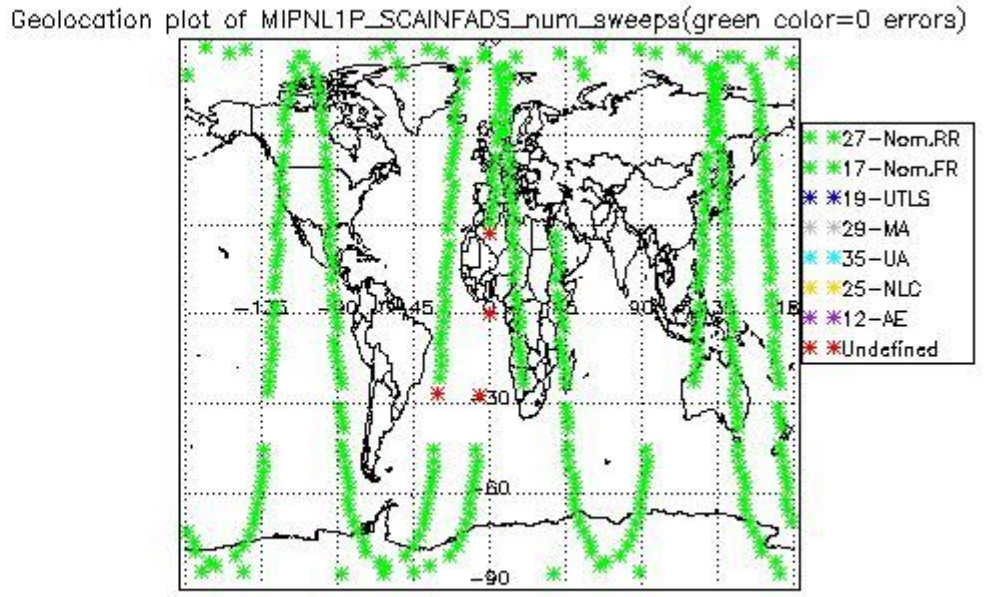 Geolocation plot of MIPNL1P_SCAINFADS_num_sweeps(green color=0 errors)
27-Nom.RR
17-Nom.FR
19-UTLS
29-MA
35-UA
25-NLC
12-AE
Undefined
-135 -90 -45 90 135
-30
-60
-90